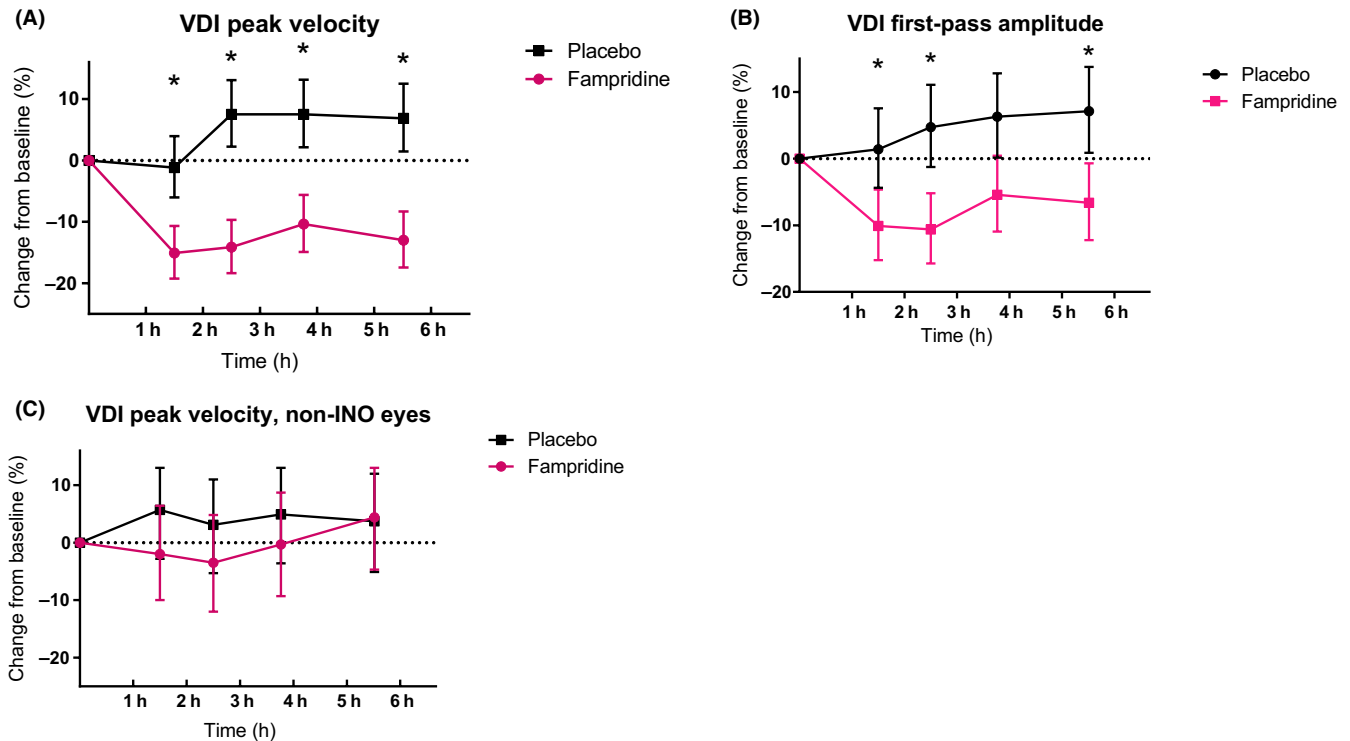 (A)
VDI peak velocity
* * * *
Placebo
Fampridine
Change from baseline (%)
10
0
–10
–20
1 h 2 h 3 h 4 h 5 h 6 h
Time (h)
(B)
VDI first-pass amplitude
* * *
Placebo
Fampridine
Change from baseline (%)
10
0
–10
–20
1 h 2 h 3 h 4 h 5 h 6 h
Time (h)
(C)
VDI peak velocity, non-INO eyes
Placebo
Fampridine
Change from baseline (%)
10
0
–10
–20
1 h 2 h 3 h 4 h 5 h 6 h
Time (h)